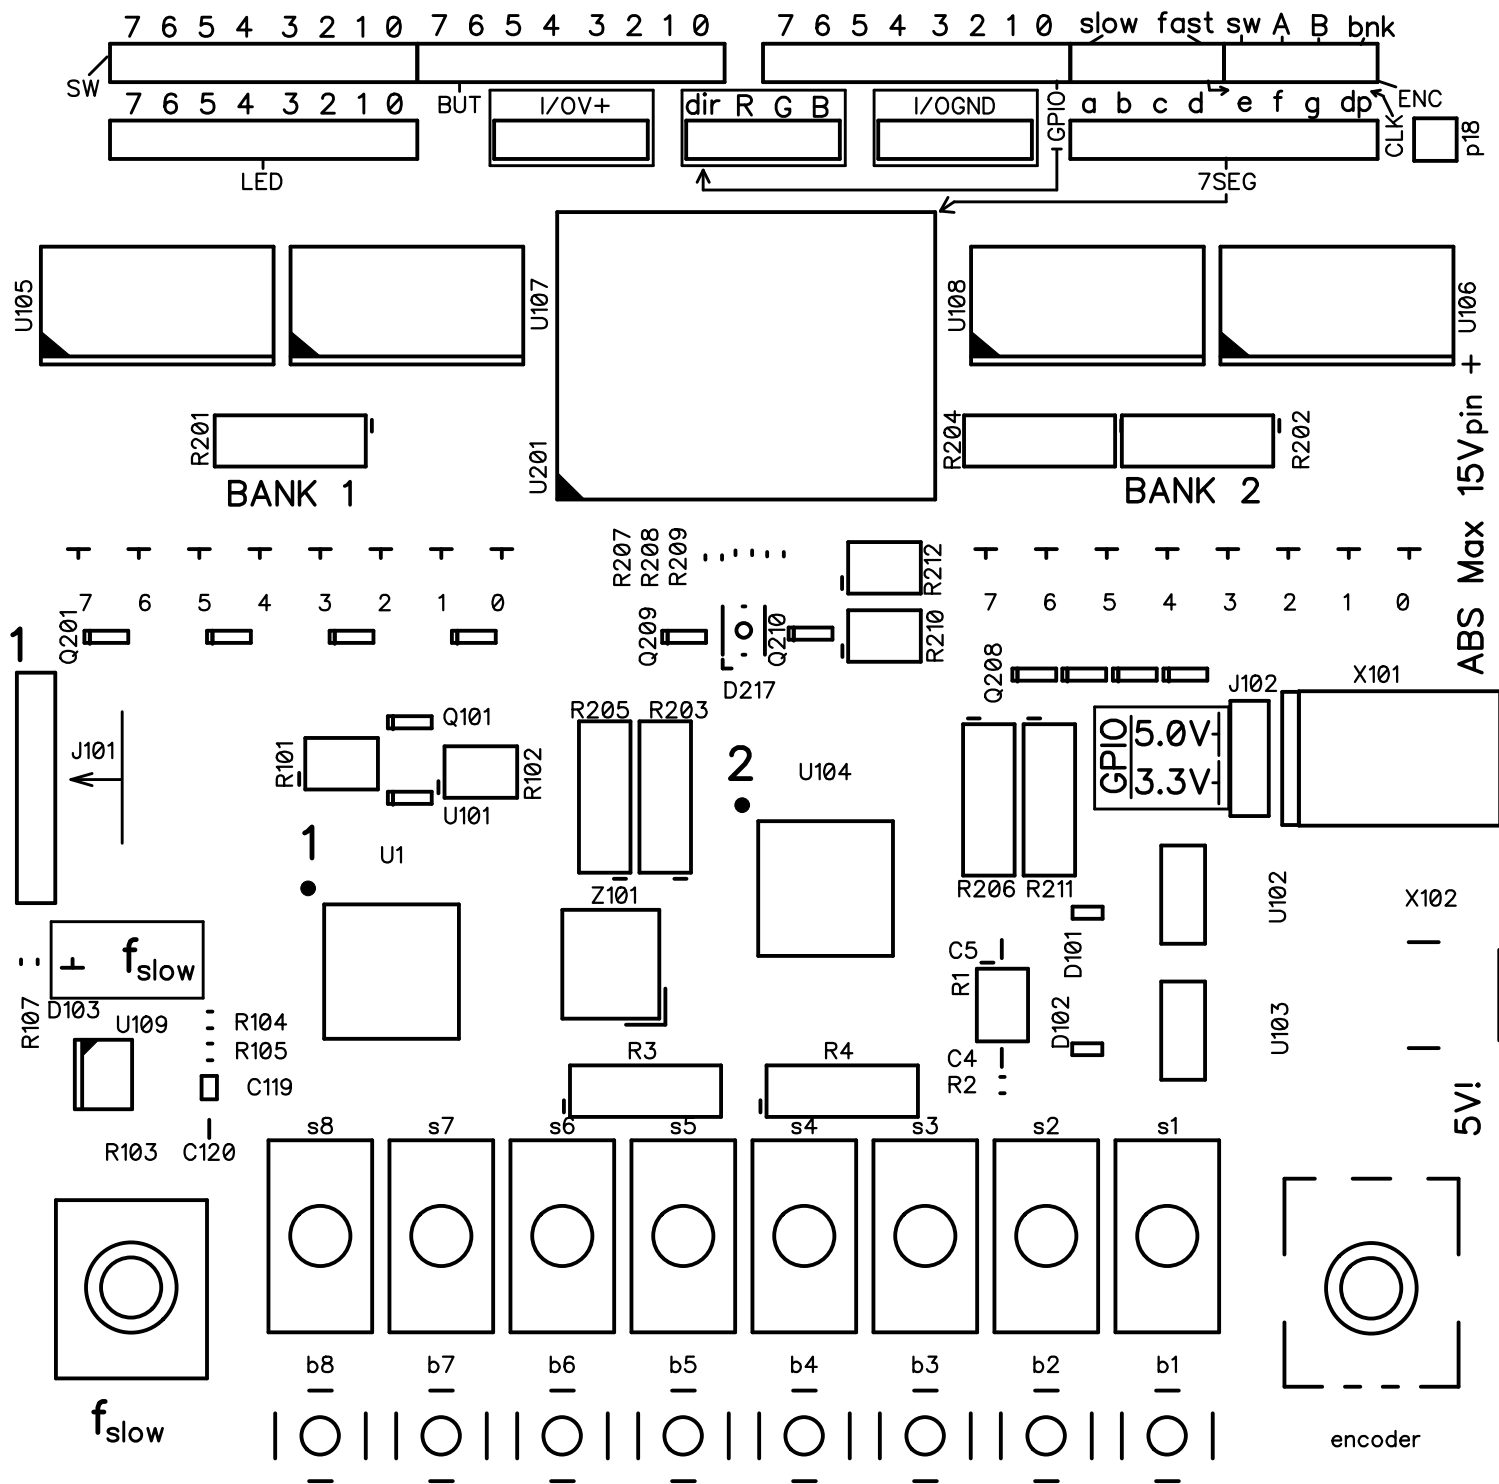 7 6 5 4 3 2 1 0 7 6 5 4 3 2 1 0 7 6 5 4 3 2 1 0 slow fast sw A B bnk
SW
7 6 5 4 3 2 1 0 BUT I/OV+ dir R G B I/OGND GPIO a b c d e f g dp ENC
CLK p18
LED 7SEG
U105 U107 U108 U106
R201 U201 R204 R202
BANK 1 BANK 2
ABS Max 15Vpin +
R207 R208 R209 R212
7 6 5 4 3 2 1 0 7 6 5 4 3 2 1 0
1 Q201 Q209 Q210 R210
D217 Q208 J102 X101
R205 R203
Q101
J101 R101 R102 2 U104 GPIO 5.0V
3.3V
U101
1 U1
Z101 R206 R211 U102 X102
fslow C5 D101
R1
R107 D103 U109 R104 D102 U103
R105 R3 R4 C4
C119 R2
5V!
s8 s7 s6 s5 s4 s3 s2 s1
R103 C120
b8 b7 b6 b5 b4 b3 b2 b1
fslow encoder